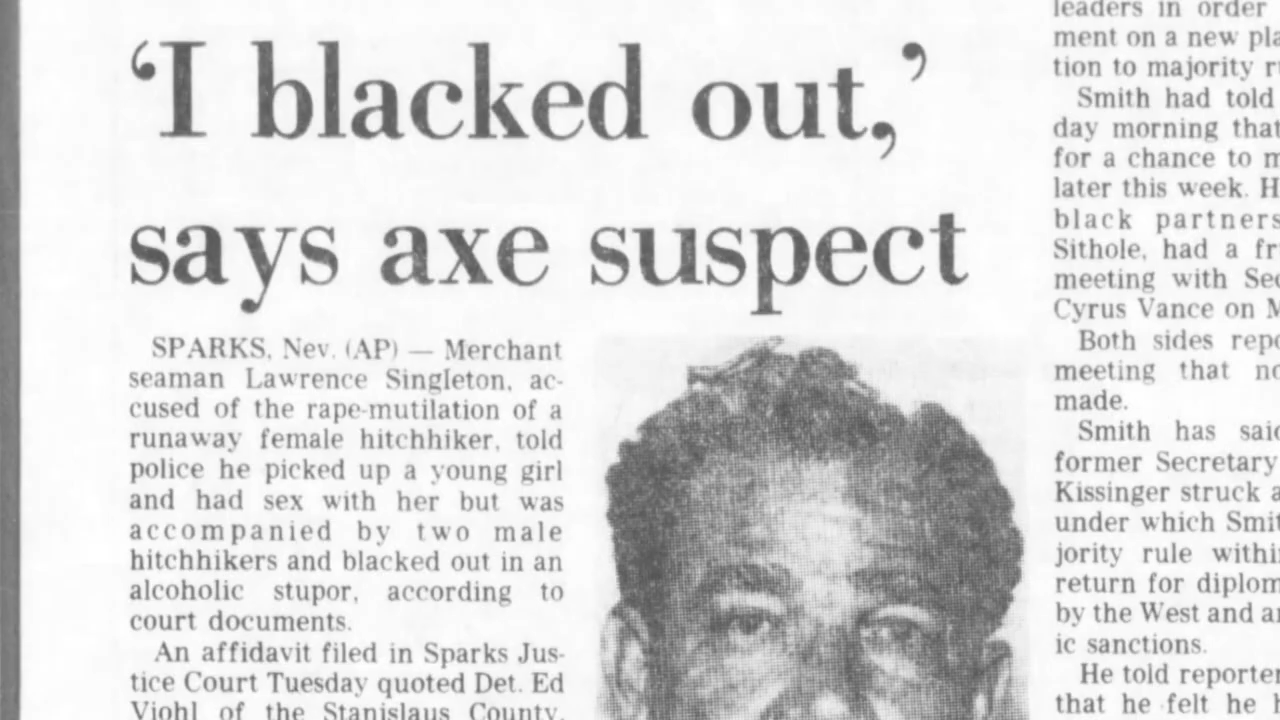 ‘I blacked out,’
says axe suspect
SPARKS, Nev. (AP) — Merchant
seaman Lawrence Singleton, ac-
cused of the rape-mutilation of a
runaway female hitchhiker, told
police he picked up a young girl
and had sex with her but was
accompanied by two male
hitchhikers and blacked out in an
alcoholic stupor, according to
court documents.
An affidavit filed in Sparks Jus-
tice Court Tuesday quoted Det. Ed
Viohl of the Stanislaus County,
leaders in order
ment on a new pla
tion to majority ru
Smith had told
day morning that
for a chance to m
later this week. H
black partners
Sithole, had a fr
meeting with Sec
Cyrus Vance on M
Both sides repo
meeting that no
made.
Smith has said
former Secretary
Kissinger struck a
under which Smit
jority rule within
return for diplom
by the West and an
ic sanctions.
He told reporter
that he felt he h